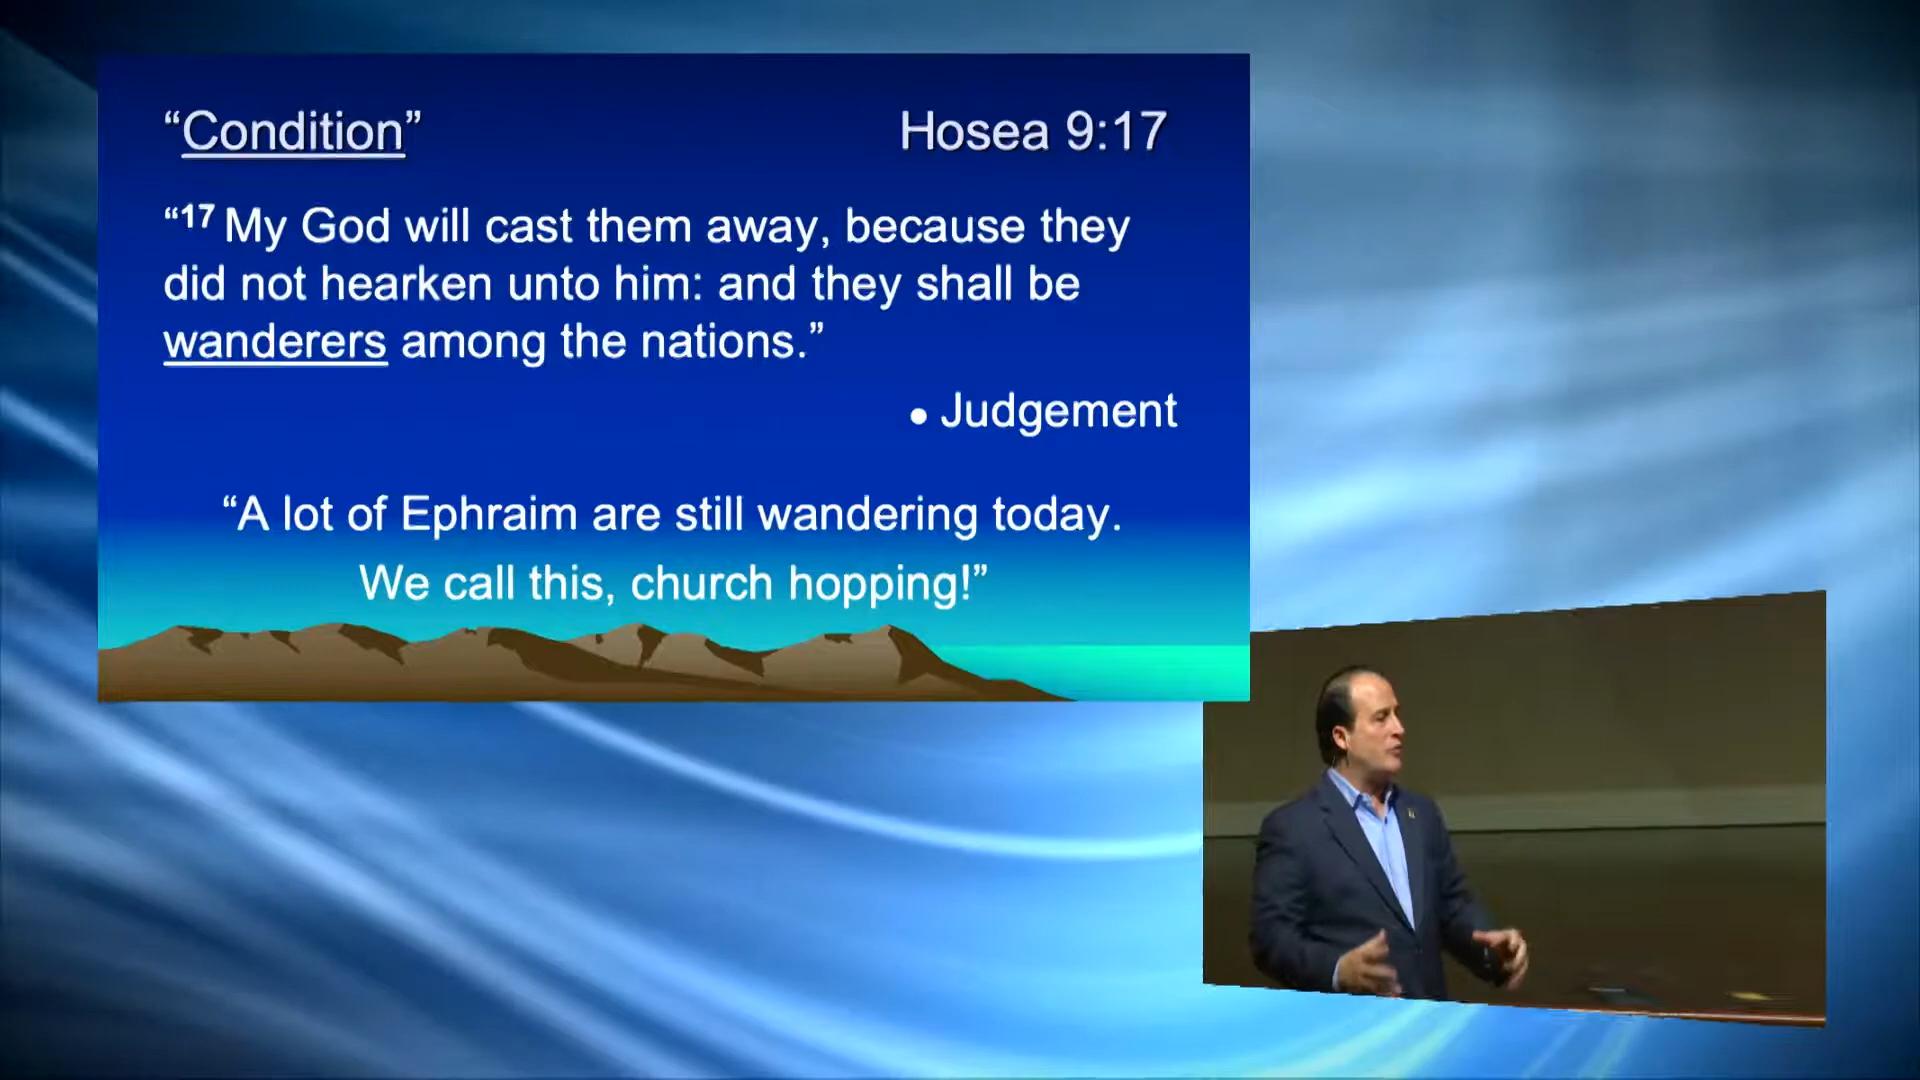 “Condition”
Hosea 9:17
“17 My God will cast them away, because they
did not hearken unto him: and they shall be
wanderers among the nations.”
• Judgement
“A lot of Ephraim are still wandering today.
We call this, church hopping!”